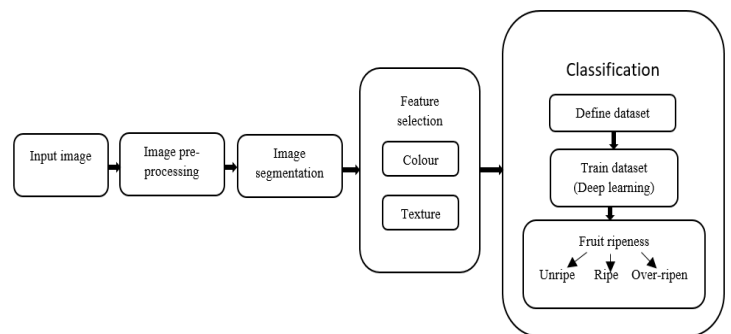 Input image
Image pre-
processing
Image
segmentation
Feature
selection
Colour
Texture
Classification
Define dataset
Train dataset
(Deep learning)
Fruit ripeness
Unripe Ripe Over-ripen